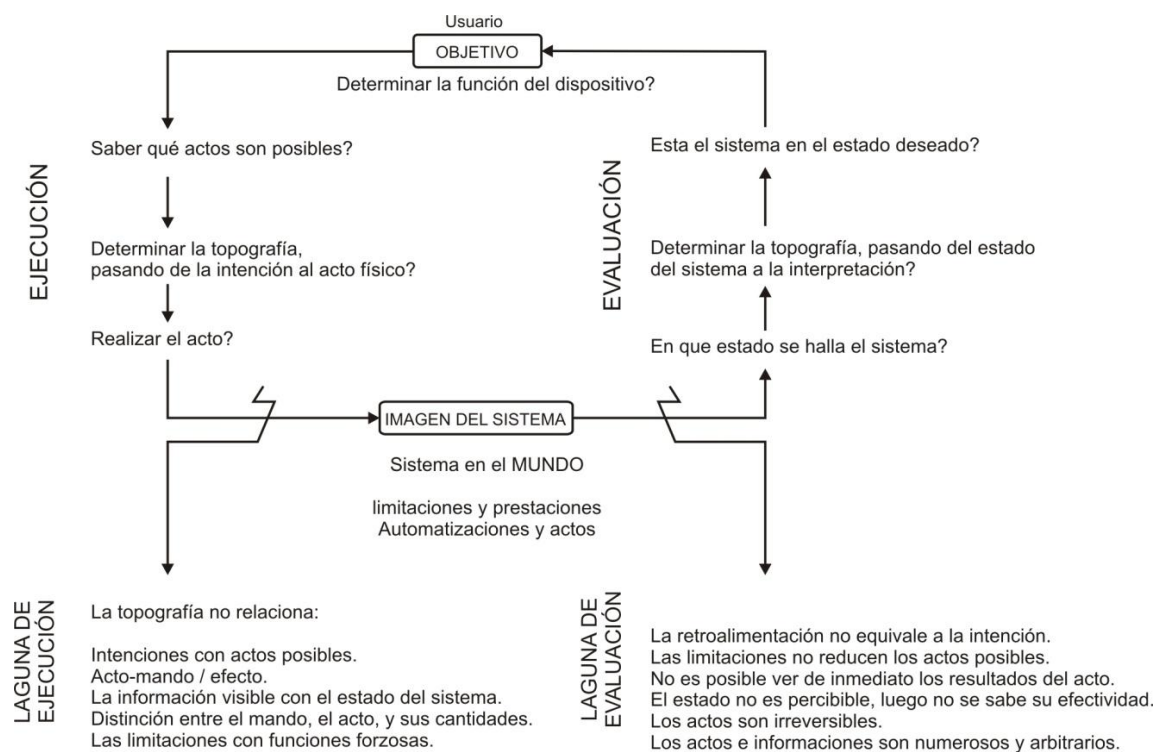 Usuario
OBJETIVO
Determinar la función del dispositivo?
EJECUCIÓN
Saber qué actos son posibles?
Determinar la topografía,
pasando de la intención al acto físico?
Realizar el acto?
EVALUACIÓN
Esta el sistema en el estado deseado?
Determinar la topografía, pasando del estado
del sistema a la interpretación?
En que estado se halla el sistema?
IMAGEN DEL SISTEMA
Sistema en el MUNDO
limitaciones y prestaciones
Automatizaciones y actos
LAGUNA DE
EJECUCIÓN
La topografía no relaciona:
Intenciones con actos posibles.
Acto-mando / efecto.
La información visible con el estado del sistema.
Distinción entre el mando, el acto, y sus cantidades.
Las limitaciones con funciones forzosas.
LAGUNA DE
EVALUACIÓN
La retroalimentación no equivale a la intención.
Las limitaciones no reducen los actos posibles.
No es posible ver de inmediato los resultados del acto.
El estado no es percibible, luego no se sabe su efectividad.
Los actos son irreversibles.
Los actos e informaciones son numerosos y arbitrarios.